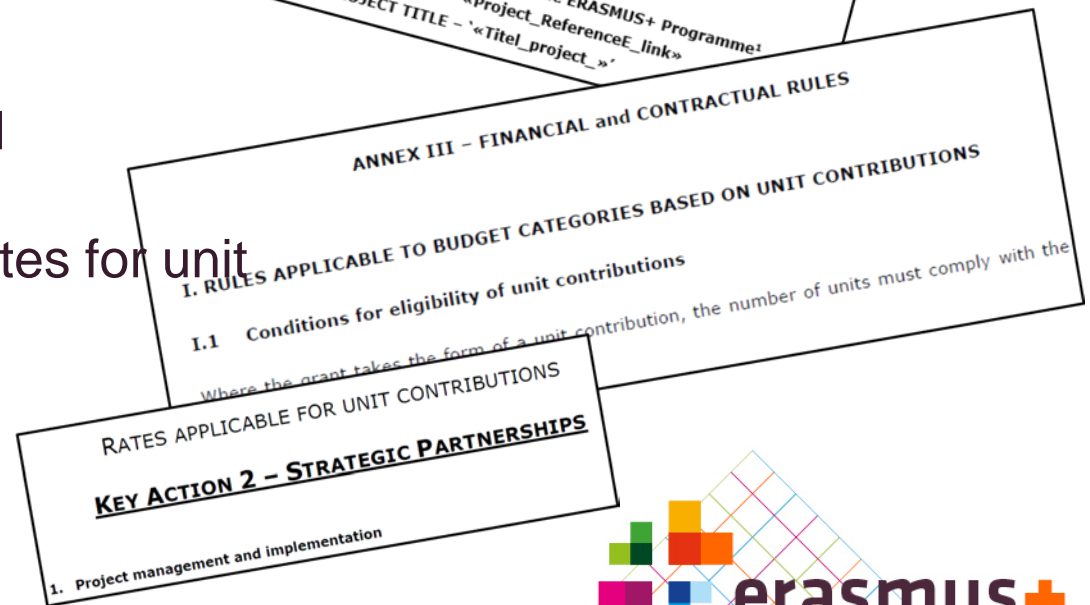 ERASMUS+ Programme¹
«Project_ReferenceE_link»
TITLE – ‘«Titel_project_»’
ANNEX III – FINANCIAL and CONTRACTUAL RULES
for unit
I. RULES APPLICABLE TO BUDGET CATEGORIES BASED ON UNIT CONTRIBUTIONS
I.1 Conditions for eligibility of unit contributions
Where the grant takes the form of a unit contribution, the number of units must comply with the
RATES APPLICABLE FOR UNIT CONTRIBUTIONS
KEY ACTION 2 – STRATEGIC PARTNERSHIPS
1. Project management and implementation
erasmus+